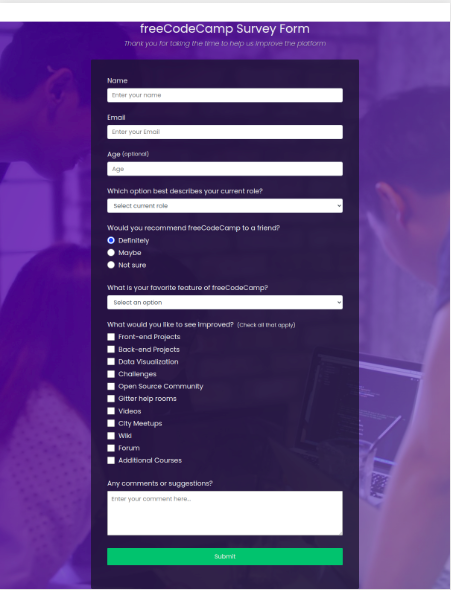 freeCodeCamp Survey Form
Thank you for taking the time to help us improve the platform
Name
Enter your name
Email
Enter your Email
Age (optional)
Age
Which option best describes your current role?
Select current role
Would you recommend freeCodeCamp to a friend?
Definitely
Maybe
Not sure
What is your favorite feature of freeCodeCamp?
Select an option
What would you like to see improved? (Check all that apply)
Front-end Projects
Back-end Projects
Data Visualization
Challenges
Open Source Community
Gitter help rooms
Videos
City Meetups
Wiki
Forum
Additional Courses
Any comments or suggestions?
Enter your comment here...
Submit